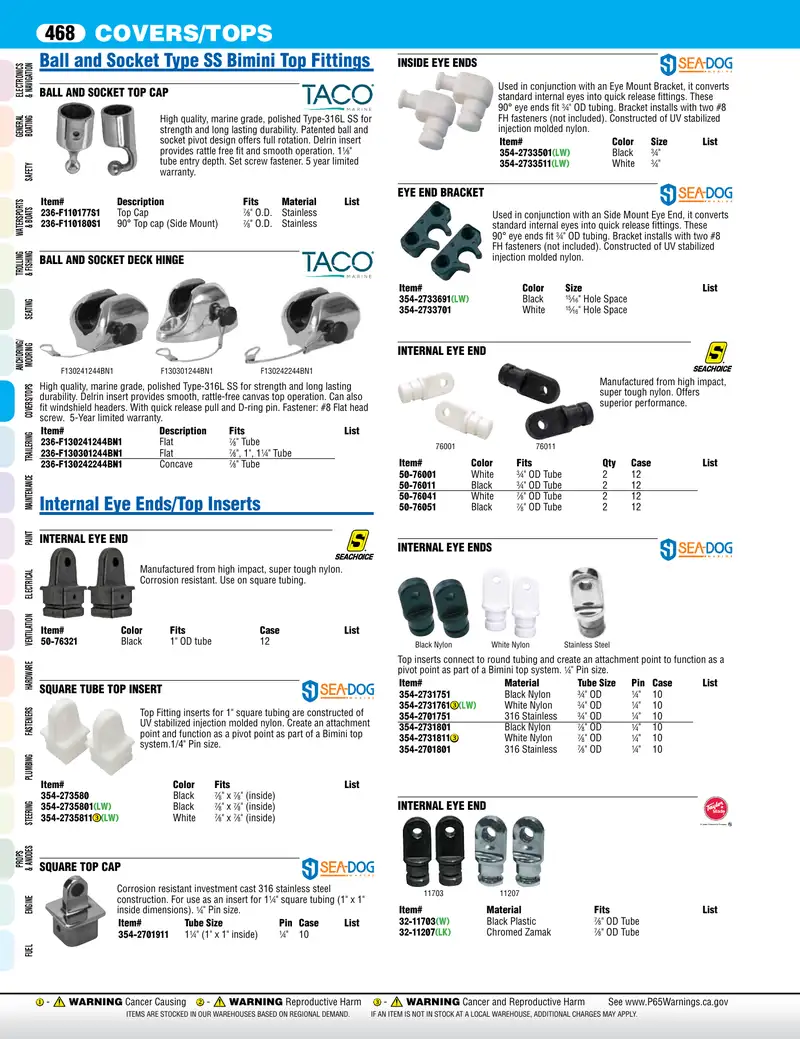 468 COVERS/TOPS
ELECTRONICS & NAVIGATION
GENERAL BOATING
SAFETY
WATERSPORTS & BOATS
TROLLING & FISHING
SEATING
ANCHORING/ MOORING
COVERS/TOPS
TRAILERING
MAINTENANCE
PAINT
ELECTRICAL
VENTILATION
HARDWARE
FASTENERS
PLUMBING
STEERING
PROPS & ANODES
ENGINE
FUEL
Ball and Socket Type SS Bimini Top Fittings
BALL AND SOCKET TOP CAP
TACO
MARINE
High quality, marine grade, polished Type-316L SS for
strength and long lasting durability. Patented ball and
socket pivot design offers full rotation. Delrin insert
provides rattle free fit and smooth operation. 1⅛"
tube entry depth. Set screw fastener. 5 year limited
warranty.
Item# Description Fits Material List
236-F110177S1 Top Cap ⅞" O.D. Stainless
236-F110180S1 90° Top cap (Side Mount) ⅞" O.D. Stainless
BALL AND SOCKET DECK HINGE
TACO
MARINE
F130241244BN1 F130301244BN1 F130242244BN1
High quality, marine grade, polished Type-316L SS for strength and long lasting
durability. Delrin insert provides smooth, rattle-free canvas top operation. Can also
fit windshield headers. With quick release pull and D-ring pin. Fastener: #8 Flat head
screw. 5-Year limited warranty.
Item# Description Fits List
236-F130241244BN1 Flat ⅞" Tube
236-F130301244BN1 Flat ⅞", 1", 1¼" Tube
236-F130242244BN1 Concave ⅞" Tube
Internal Eye Ends/Top Inserts
INTERNAL EYE END
SEACHOICE
Manufactured from high impact, super tough nylon.
Corrosion resistant. Use on square tubing.
Item# Color Fits Case List
50-76321 Black 1" OD tube 12
SQUARE TUBE TOP INSERT
SEA-DOG
MARINE
Top Fitting inserts for 1" square tubing are constructed of
UV stabilized injection molded nylon. Create an attachment
point and function as a pivot point as part of a Bimini top
system.1/4" Pin size.
Item# Color Fits List
354-273580 Black ⅞" x ⅞" (inside)
354-2735801(LW) Black ⅞" x ⅞" (inside)
354-2735811 3 (LW) White ⅞" x ⅞" (inside)
SQUARE TOP CAP
SEA-DOG
MARINE
Corrosion resistant investment cast 316 stainless steel
construction. For use as an insert for 1¼" square tubing (1" x 1"
inside dimensions). ¼" Pin size.
Item# Tube Size Pin Case List
354-2701911 1¼" (1" x 1" inside) ¼" 10
INSIDE EYE ENDS
SEA-DOG
MARINE
Used in conjunction with an Eye Mount Bracket, it converts
standard internal eyes into quick release fittings. These
90° eye ends fit ¾" OD tubing. Bracket installs with two #8
FH fasteners (not included). Constructed of UV stabilized
injection molded nylon.
Item# Color Size List
354-2733501(LW) Black ¾"
354-2733511(LW) White ¾"
EYE END BRACKET
SEA-DOG
MARINE
Used in conjunction with an Side Mount Eye End, it converts
standard internal eyes into quick release fittings. These
90° eye ends fit ¾" OD tubing. Bracket installs with two #8
FH fasteners (not included). Constructed of UV stabilized
injection molded nylon.
Item# Color Size List
354-2733691(LW) Black 15⁄16" Hole Space
354-2733701 White 15⁄16" Hole Space
INTERNAL EYE END
SEACHOICE
Manufactured from high impact,
super tough nylon. Offers
superior performance.
76001 76011
Item# Color Fits Qty Case List
50-76001 White ¾" OD Tube 2 12
50-76011 Black ¾" OD Tube 2 12
50-76041 White ⅞" OD Tube 2 12
50-76051 Black ⅞" OD Tube 2 12
INTERNAL EYE ENDS
SEA-DOG
MARINE
Black Nylon White Nylon Stainless Steel
Top inserts connect to round tubing and create an attachment point to function as a
pivot point as part of a Bimini top system. ¼" Pin size.
Item# Material Tube Size Pin Case List
354-2731751 Black Nylon ¾" OD ¼" 10
354-2731761 3 (LW) White Nylon ¾" OD ¼" 10
354-2701751 316 Stainless ¾" OD ¼" 10
354-2731801 Black Nylon ⅞" OD ¼" 10
354-2731811 3 White Nylon ⅞" OD ¼" 10
354-2701801 316 Stainless ⅞" OD ¼" 10
INTERNAL EYE END
Taylor Made
11703 11207
Item# Material Fits List
32-11703(W) Black Plastic ⅞" OD Tube
32-11207(LK) Chromed Zamak ⅞" OD Tube
1 - WARNING Cancer Causing 2 - WARNING Reproductive Harm 3 - WARNING Cancer and Reproductive Harm See www.P65Warnings.ca.gov
ITEMS ARE STOCKED IN OUR WAREHOUSES BASED ON REGIONAL DEMAND. IF AN ITEM IS NOT IN STOCK AT A LOCAL WAREHOUSE, ADDITIONAL CHARGES MAY APPLY.